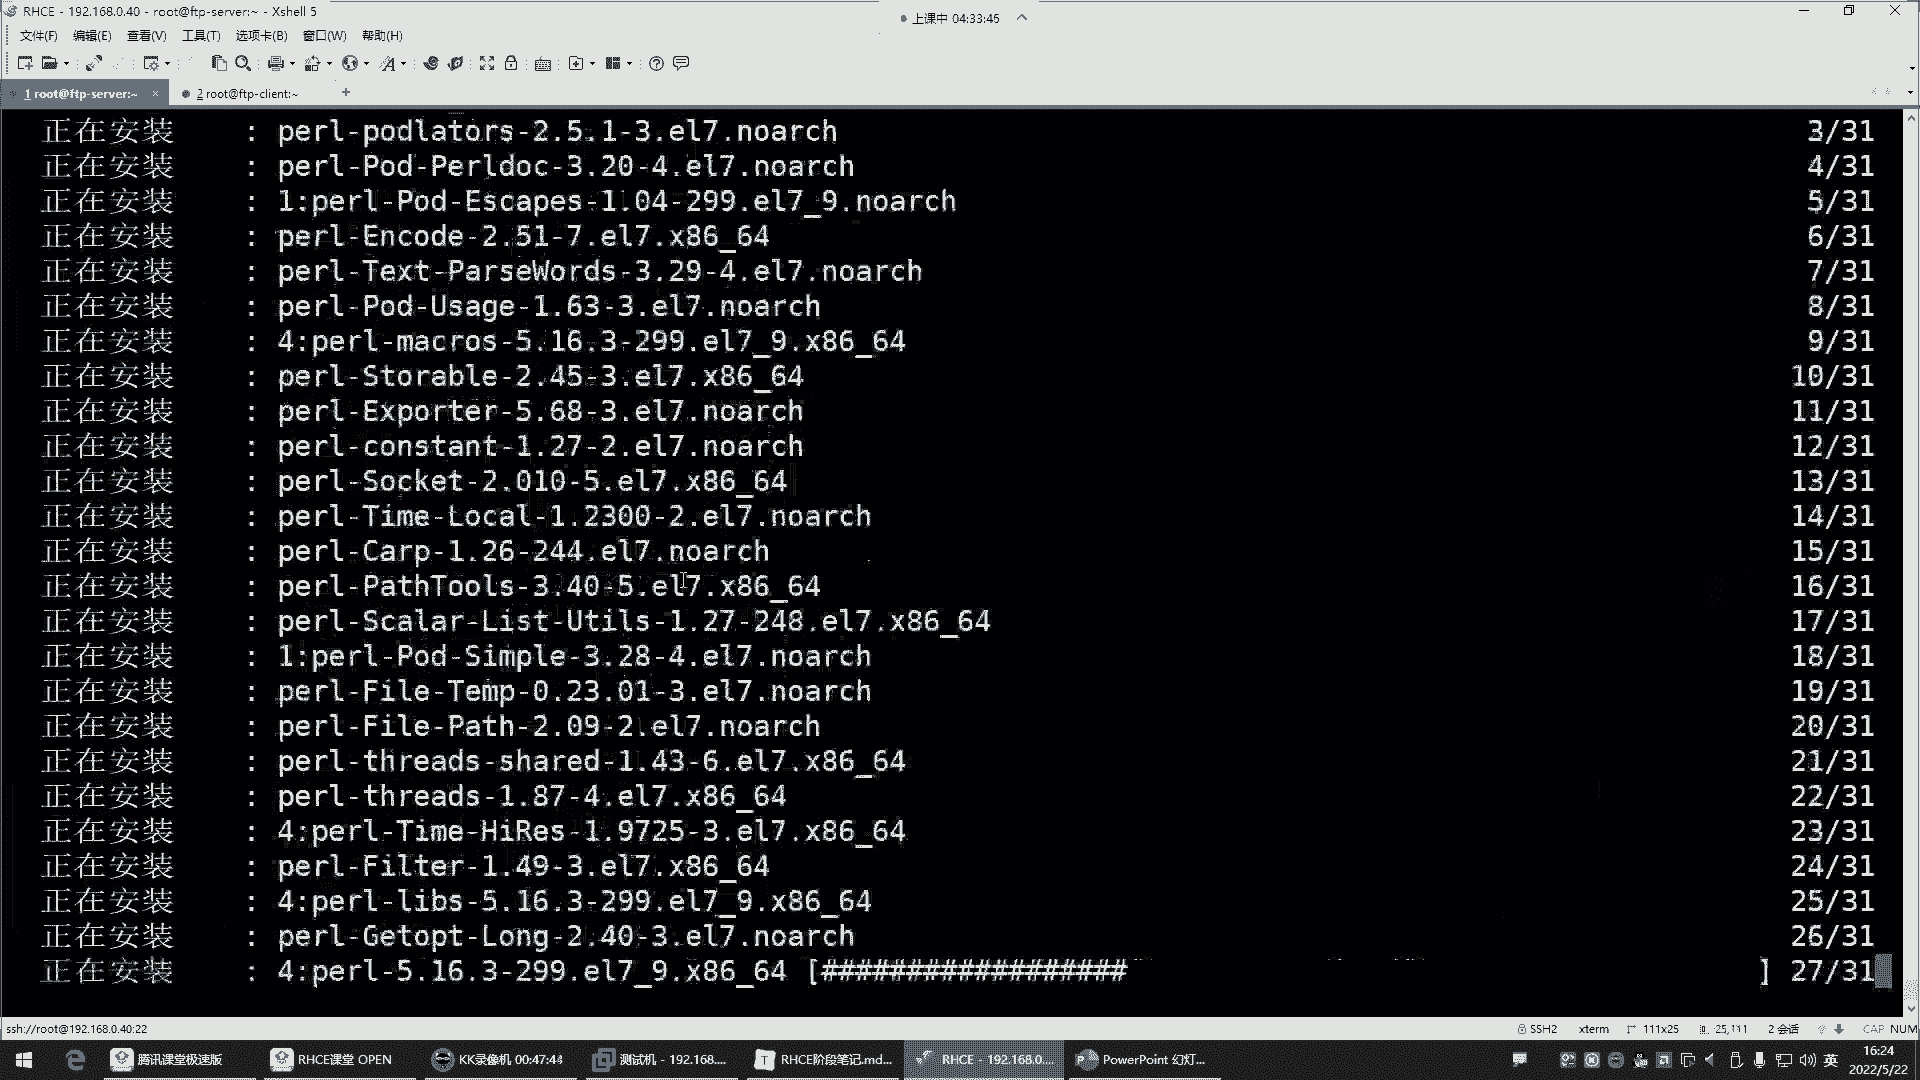 RHCE - 192.168.0.40 - root@ftp-server:~ - Xshell 5
上课中 04:33:45
文件(F) 编辑(E) 查看(V) 工具(T) 选项卡(B) 窗口(W) 帮助(H)
1 root@ftp-server:~ × 2 root@ftp-client:~ +
正在安装 : perl-podlators-2.5.1-3.el7.noarch 3/31
正在安装 : perl-Pod-Perldoc-3.20-4.el7.noarch 4/31
正在安装 : 1:perl-Pod-Escapes-1.04-299.el7_9.noarch 5/31
正在安装 : perl-Encode-2.51-7.el7.x86_64 6/31
正在安装 : perl-Text-ParseWords-3.29-4.el7.noarch 7/31
正在安装 : perl-Pod-Usage-1.63-3.el7.noarch 8/31
正在安装 : 4:perl-macros-5.16.3-299.el7_9.x86_64 9/31
正在安装 : perl-Storable-2.45-3.el7.x86_64 10/31
正在安装 : perl-Exporter-5.68-3.el7.noarch 11/31
正在安装 : perl-constant-1.27-2.el7.noarch 12/31
正在安装 : perl-Socket-2.010-5.el7.x86_64 13/31
正在安装 : perl-Time-Local-1.2300-2.el7.noarch 14/31
正在安装 : perl-Carp-1.26-244.el7.noarch 15/31
正在安装 : perl-PathTools-3.40-5.el7.x86_64 16/31
正在安装 : perl-Scalar-List-Utils-1.27-248.el7.x86_64 17/31
正在安装 : 1:perl-Pod-Simple-3.28-4.el7.noarch 18/31
正在安装 : perl-File-Temp-0.23.01-3.el7.noarch 19/31
正在安装 : perl-File-Path-2.09-2.el7.noarch 20/31
正在安装 : perl-threads-shared-1.43-6.el7.x86_64 21/31
正在安装 : perl-threads-1.87-4.el7.x86_64 22/31
正在安装 : 4:perl-Time-HiRes-1.9725-3.el7.x86_64 23/31
正在安装 : perl-Filter-1.49-3.el7.x86_64 24/31
正在安装 : 4:perl-libs-5.16.3-299.el7_9.x86_64 25/31
正在安装 : perl-Getopt-Long-2.40-3.el7.noarch 26/31
正在安装 : 4:perl-5.16.3-299.el7_9.x86_64 [################## ] 27/31
ssh://root@192.168.0.40:22 SSH2 xterm 111x25 25,111 2 会话 CAP NUM
腾讯课堂极速版 RHCE课堂 OPEN KK录像机 00:47:44 测试机 - 192.168.... RHCE阶段笔记.md... RHCE - 192.168.0.... PowerPoint 幻灯... 英 16:24
2022/5/22